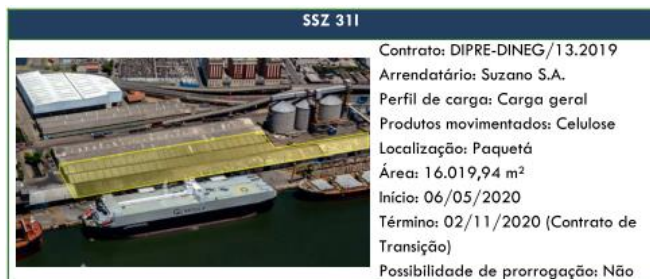 SSZ 31I
Contrato: DIPRE-DINEG/13.2019
Arrendatário: Suzano S.A.
Perfil de carga: Carga geral
Produtos movimentados: Celulose
Localização: Paquetá
Área: 16.019,94 m²
Início: 06/05/2020
Término: 02/11/2020 (Contrato de
Transição)
Possibilidade de prorrogação: Não